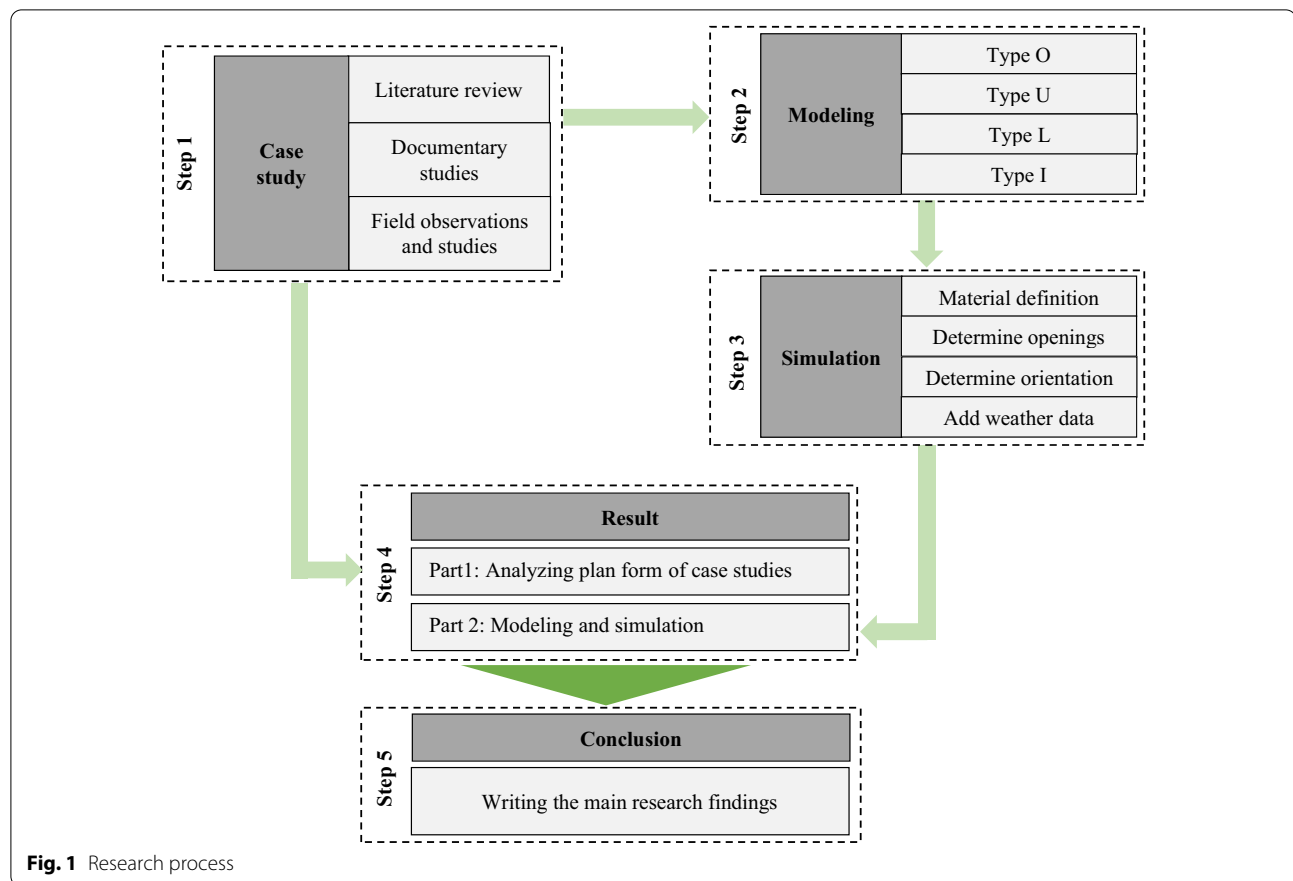 Step 1
Case
study
Literature review
Documentary
studies
Field observations
and studies
Step 2
Modeling
Type O
Type U
Type L
Type I
Step 3
Simulation
Material definition
Determine openings
Determine orientation
Add weather data
Step 4
Result
Part1: Analyzing plan form of case studies
Part 2: Modeling and simulation
Step 5
Conclusion
Writing the main research findings
Fig. 1 Research process